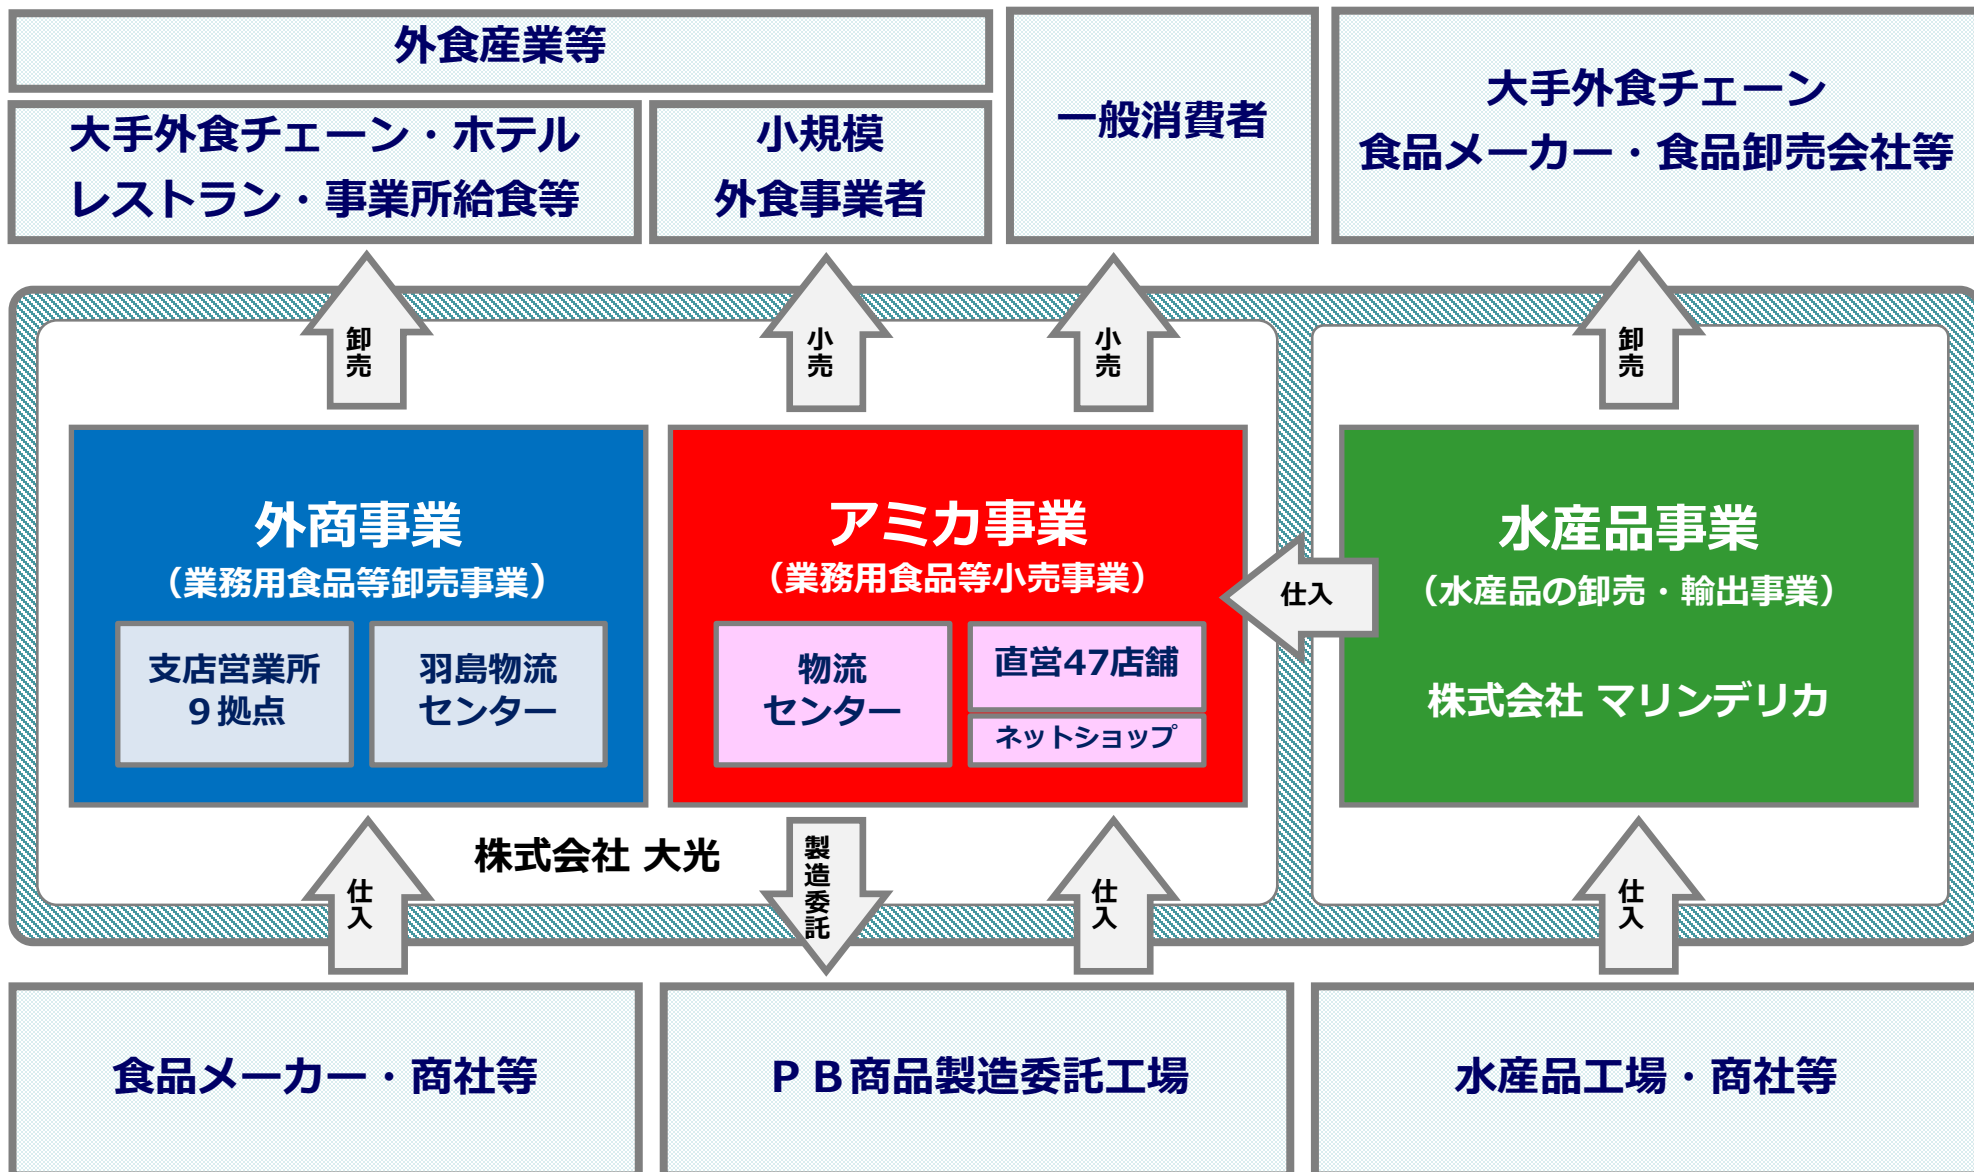 外食産業等
大手外食チェーン・ホテル
レストラン・事業所給食等
小規模
外食事業者
一般消費者
大手外食チェーン
食品メーカー・食品卸売会社等
卸売
小売
小売
卸売
外商事業
（業務用食品等卸売事業）
支店営業所
９拠点
羽島物流
センター
アミカ事業
（業務用食品等小売事業）
物流
センター
直営47店舗
ネットショップ
仕入
水産品事業
（水産品の卸売・輸出事業）
株式会社 マリンデリカ
株式会社 大光
仕入
製造委託
仕入
仕入
食品メーカー・商社等
ＰＢ商品製造委託工場
水産品工場・商社等